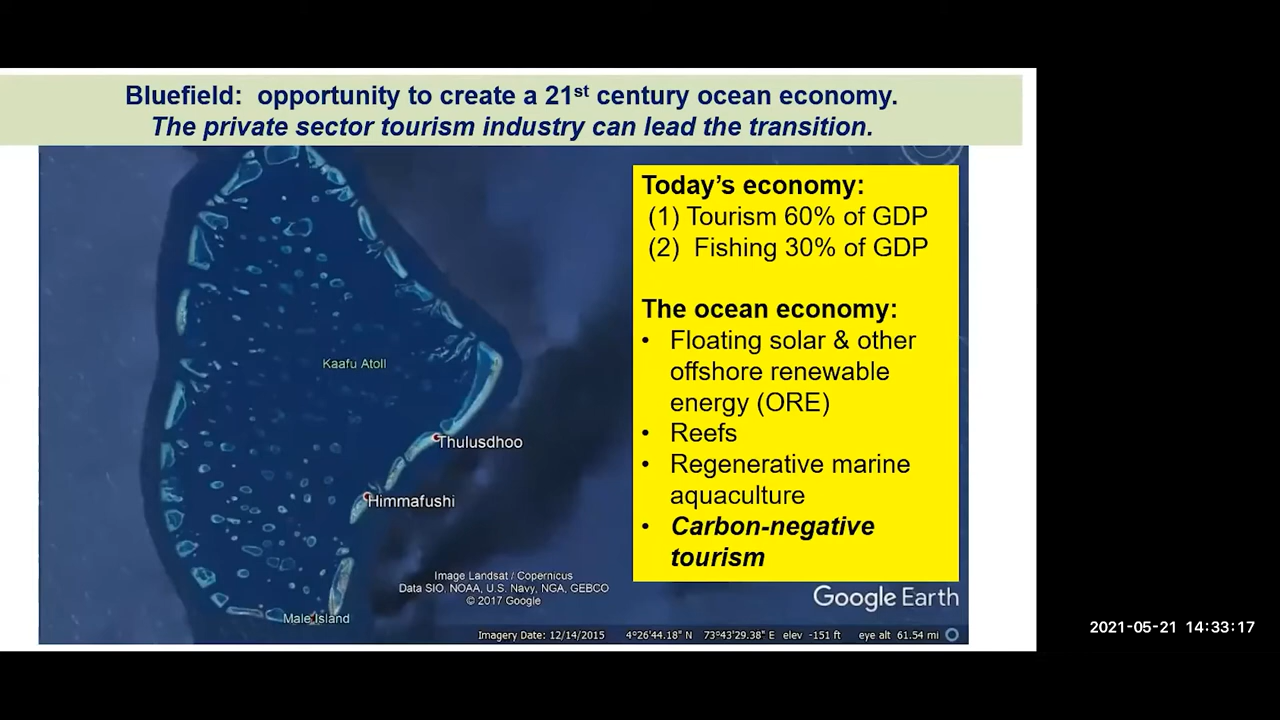 Bluefield:  opportunity to create a 21st century ocean economy.
The private sector tourism industry can lead the transition.
Today's economy:
(1) Tourism 60% of GDP
(2)  Fishing 30% of GDP
The ocean economy:
• Floating solar & other
offshore renewable
energy (ORE)
• Reefs
• Regenerative marine
aquaculture
• Carbon-negative
tourism
Kaafu Atoll
Thulusdhoo
Himmafushi
Male Island
Image Landsat / Copernicus
Data SIO, NOAA, U.S. Navy, NGA, GEBCO
© 2017 Google
Google Earth
Imagery Date: 12/14/2015   4°26'44.18" N  73°43'29.38" E  elev -151 ft   eye alt  61.54 mi
2021-05-21 14:33:17